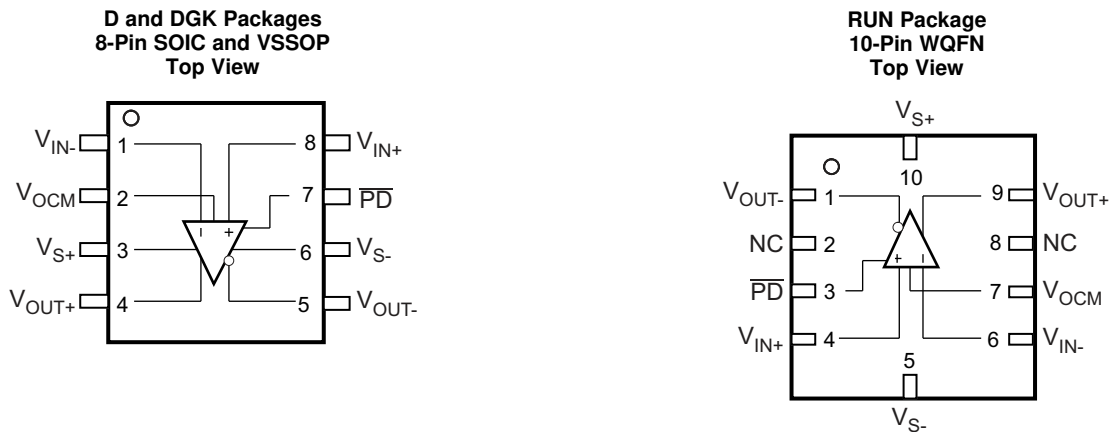 D and DGK Packages
8-Pin SOIC and VSSOP
Top View
VIN- 1
8 VIN+
VOCM 2
7 PD
VS+ 3
6 VS-
VOUT+ 4
5 VOUT-
RUN Package
10-Pin WQFN
Top View
VS+
10
VOUT- 1
9 VOUT+
NC 2
8 NC
PD 3
7 VOCM
VIN+ 4
6 VIN-
5
VS-